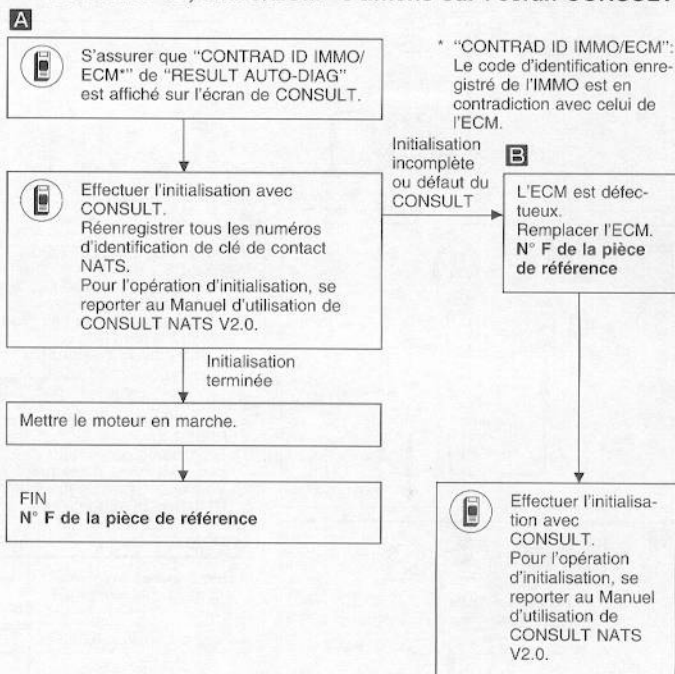 A
S'assurer que "CONTRAD ID IMMO/
ECM*" de "RESULT AUTO-DIAG"
est affiché sur l'écran de CONSULT.
* "CONTRAD ID IMMO/ECM":
Le code d'identification enre-
gistré de l'IMMO est en
contradiction avec celui de
l'ECM.
Effectuer l'initialisation avec
CONSULT.
Réenregistrer tous les numéros
d'identification de clé de contact
NATS.
Pour l'opération d'initialisation, se
reporter au Manuel d'utilisation de
CONSULT NATS V2.0.
Initialisation
incomplète
ou défaut du
CONSULT
B
L'ECM est défec-
tueux.
Remplacer l'ECM.
N° F de la pièce
de référence
Initialisation
terminée
Mettre le moteur en marche.
FIN
N° F de la pièce de référence
Effectuer l'initialisa-
tion avec
CONSULT.
Pour l'opération
d'initialisation, se
reporter au Manuel
d'utilisation de
CONSULT NATS
V2.0.